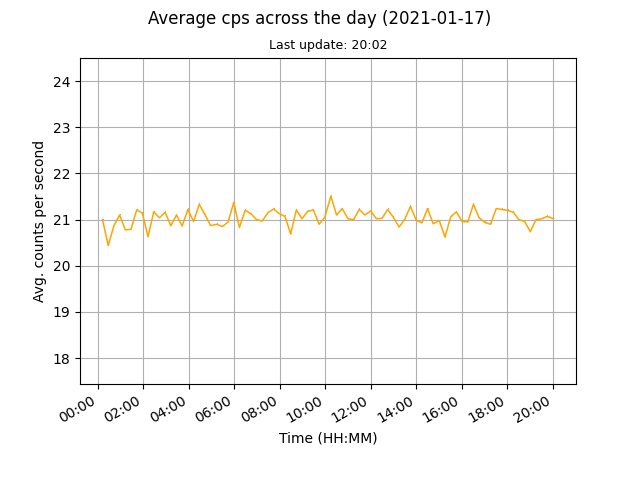 Average cps across the day (2021-01-17)
Last update: 20:02
24
23
22
21
20
19
18
Avg. counts per second
00:00 02:00 04:00 06:00 08:00 10:00 12:00 14:00 16:00 18:00 20:00
Time (HH:MM)